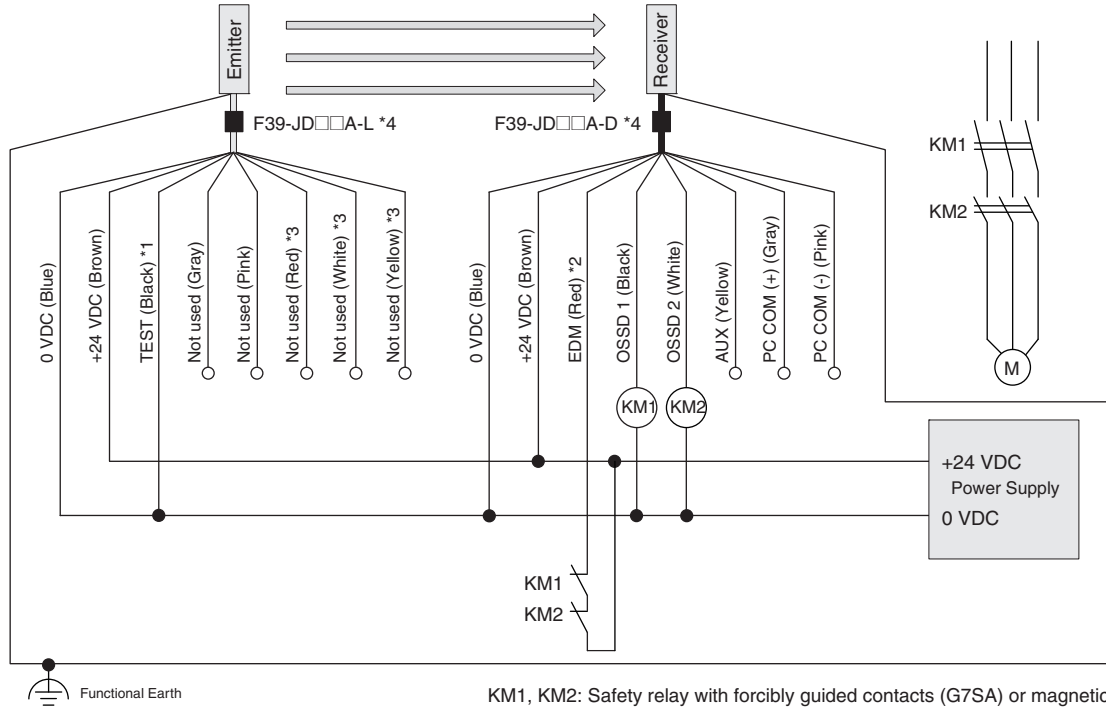 Emitter
Receiver
F39-JD□□A-L *4
F39-JD□□A-D *4
KM1
KM2
M
0 VDC (Blue)
+24 VDC (Brown)
TEST (Black) *1
Not used (Gray)
Not used (Pink)
Not used (Red) *3
Not used (White) *3
Not used (Yellow) *3
0 VDC (Blue)
+24 VDC (Brown)
EDM (Red) *2
OSSD 1 (Black)
OSSD 2 (White)
AUX (Yellow)
PC COM (+) (Gray)
PC COM (-) (Pink)
KM1
KM2
+24 VDC
Power Supply
0 VDC
KM1
KM2
Functional Earth
KM1, KM2: Safety relay with forcibly guided contacts (G7SA) or magnetic